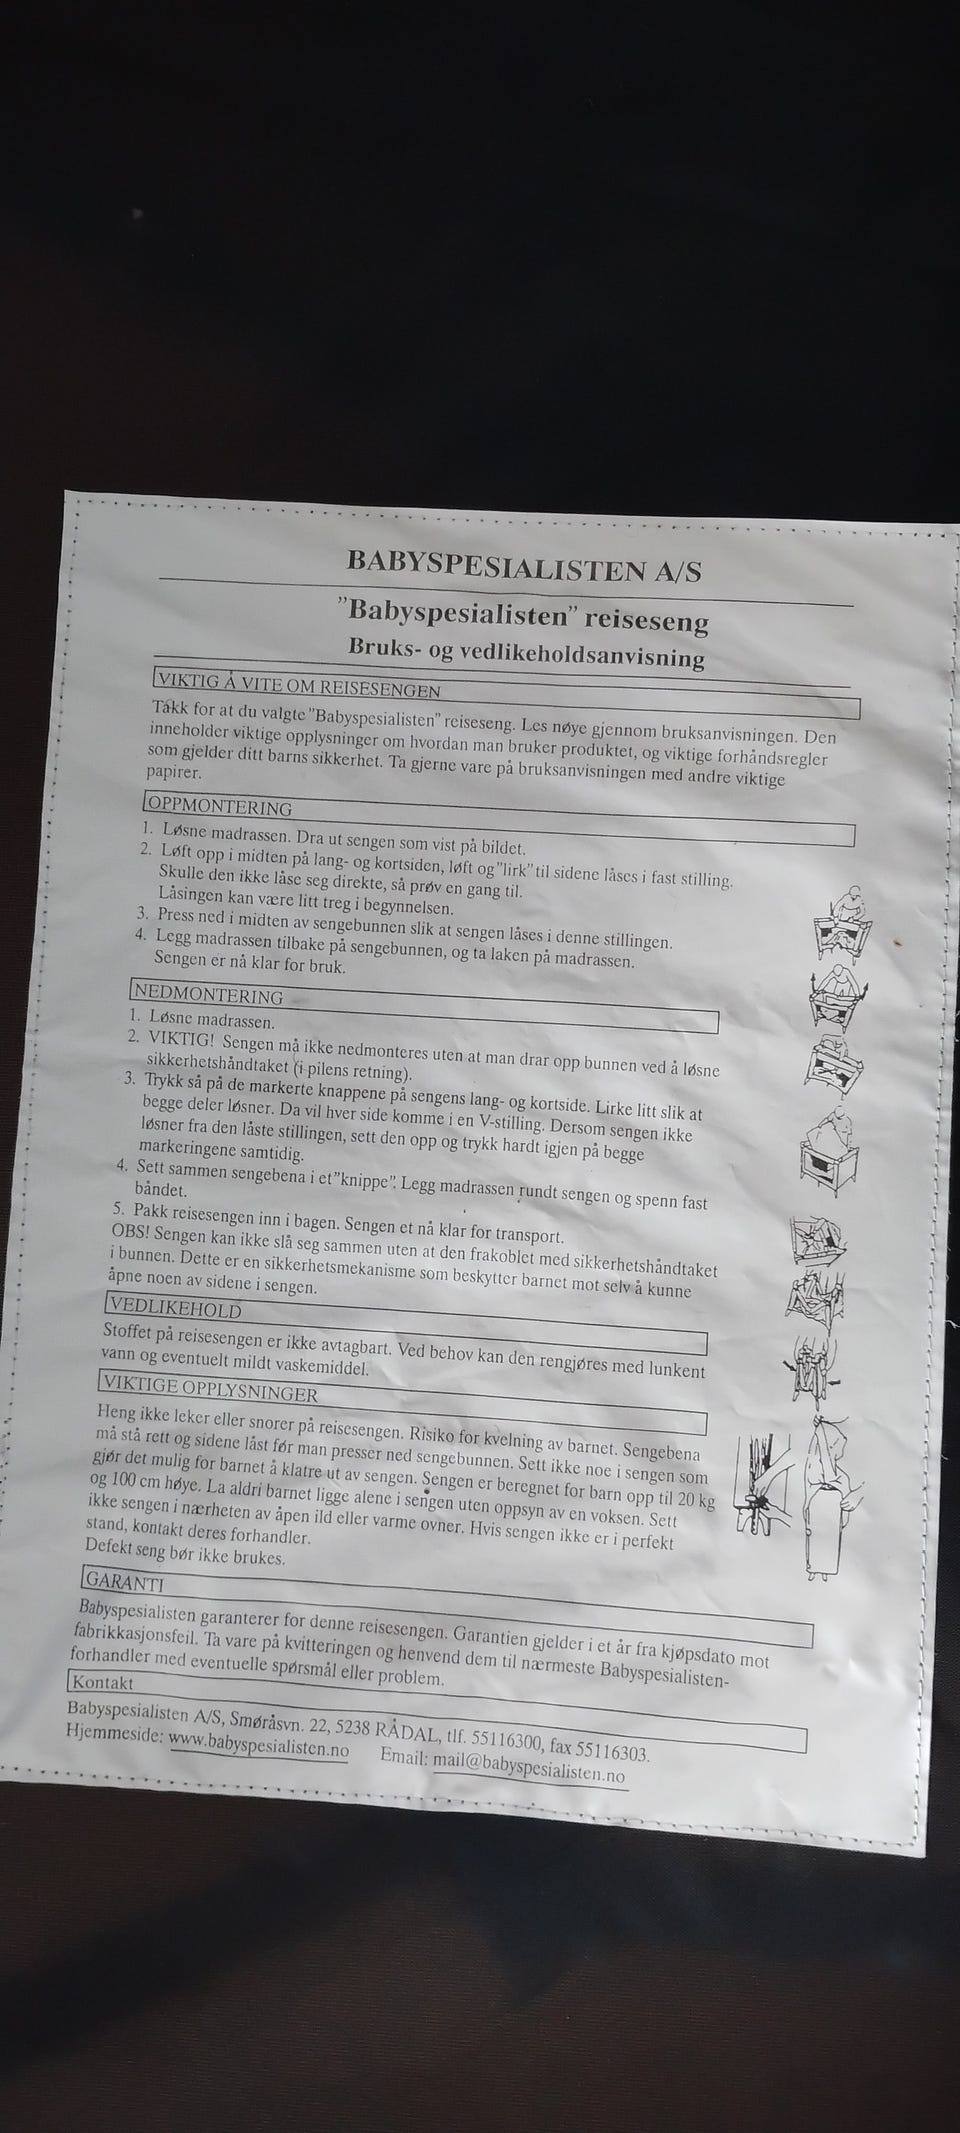 BABYSPESIALISTEN A/S
”Babyspesialisten” reiseseng
Bruks- og vedlikeholdsanvisning
VIKTIG Å VITE OM REISESENGEN
Takk for at du valgte ”Babyspesialisten” reiseseng. Les nøye gjennom bruksanvisningen. Den
inneholder viktige opplysninger om hvordan man bruker produktet, og viktige forhåndsregler
som gjelder ditt barns sikkerhet. Ta gjerne vare på bruksanvisningen med andre viktige
papirer.
OPPMONTERING
1. Løsne madrassen. Dra ut sengen som vist på bildet.
2. Løft opp i midten på lang- og kortsiden, løft og ”lirk” til sidene låses i fast stilling.
Skulle den ikke låse seg direkte, så prøv en gang til.
Låsingen kan være litt treg i begynnelsen.
3. Press ned i midten av sengebunnen slik at sengen låses i denne stillingen.
4. Legg madrassen tilbake på sengebunnen, og ta laken på madrassen.
Sengen er nå klar for bruk.
NEDMONTERING
1. Løsne madrassen.
2. VIKTIG! Sengen må ikke nedmonteres uten at man drar opp bunnen ved å løsne
sikkerhetshåndtaket (i pilens retning).
3. Trykk så på de markerte knappene på sengens lang- og kortside. Lirke litt slik at
begge deler løsner. Da vil hver side komme i en V-stilling. Dersom sengen ikke
løsner fra den låste stillingen, sett den opp og trykk hardt igjen på begge
markeringene samtidig.
4. Sett sammen sengebena i et ”knippe”. Legg madrassen rundt sengen og spenn fast
båndet.
5. Pakk reisesengen inn i bagen. Sengen et nå klar for transport.
OBS! Sengen kan ikke slå seg sammen uten at den frakoblet med sikkerhetshåndtaket
i bunnen. Dette er en sikkerhetsmekanisme som beskytter barnet mot selv å kunne
åpne noen av sidene i sengen.
VEDLIKEHOLD
Stoffet på reisesengen er ikke avtagbart. Ved behov kan den rengjøres med lunkent
vann og eventuelt mildt vaskemiddel.
VIKTIGE OPPLYSNINGER
Heng ikke leker eller snorer på reisesengen. Risiko for kvelning av barnet. Sengebena
må stå rett og sidene låst før man presser ned sengebunnen. Sett ikke noe i sengen som
gjør det mulig for barnet å klatre ut av sengen. Sengen er beregnet for barn opp til 20 kg
og 100 cm høye. La aldri barnet ligge alene i sengen uten oppsyn av en voksen. Sett
ikke sengen i nærheten av åpen ild eller varme ovner. Hvis sengen ikke er i perfekt
stand, kontakt deres forhandler.
Defekt seng bør ikke brukes.
GARANTI
Babyspesialisten garanterer for denne reisesengen. Garantien gjelder i et år fra kjøpsdato mot
fabrikkasjonsfeil. Ta vare på kvitteringen og henvend dem til nærmeste Babyspesialisten-
forhandler med eventuelle spørsmål eller problem.
Kontakt
Babyspesialisten A/S, Smøråsvn. 22, 5238 RÅDAL, tlf. 55116300, fax 55116303.
Hjemmeside: www.babyspesialisten.no Email: mail@babyspesialisten.no